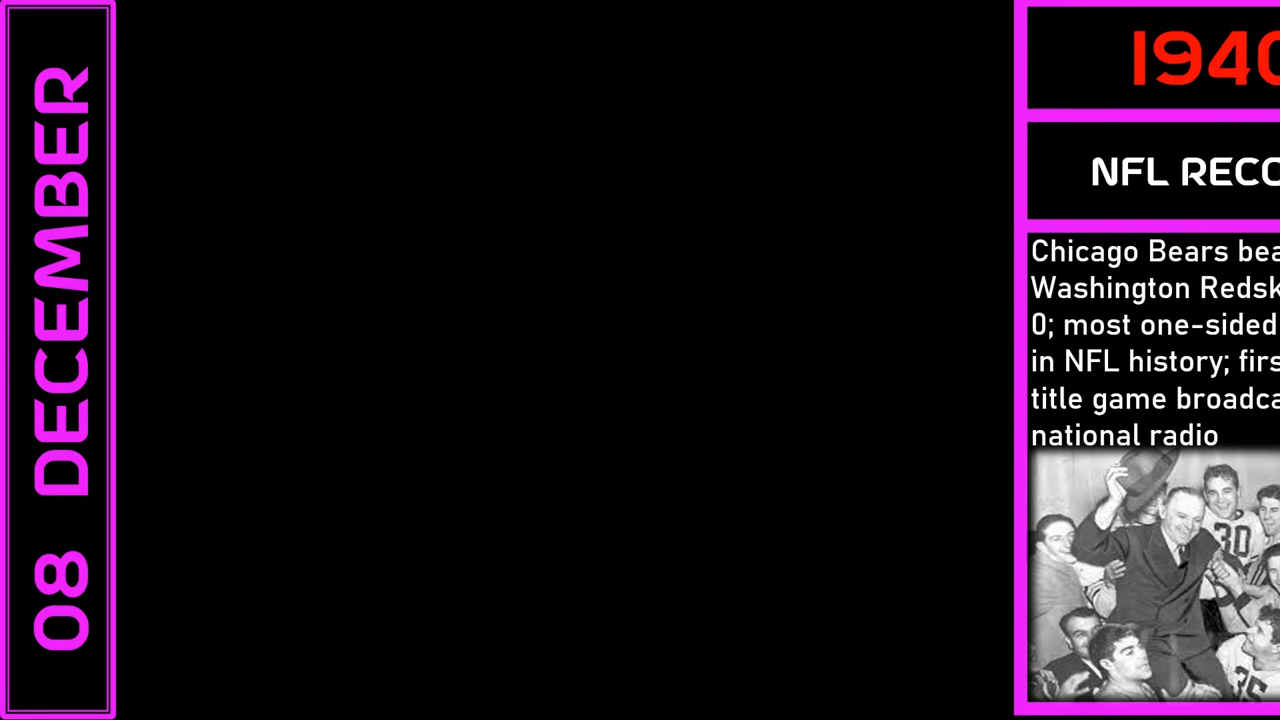 08 DECEMBER
1940
NFL RECO
Chicago Bears bea
Washington Redsk
0; most one-sided
in NFL history; firs
title game broadca
national radio
30